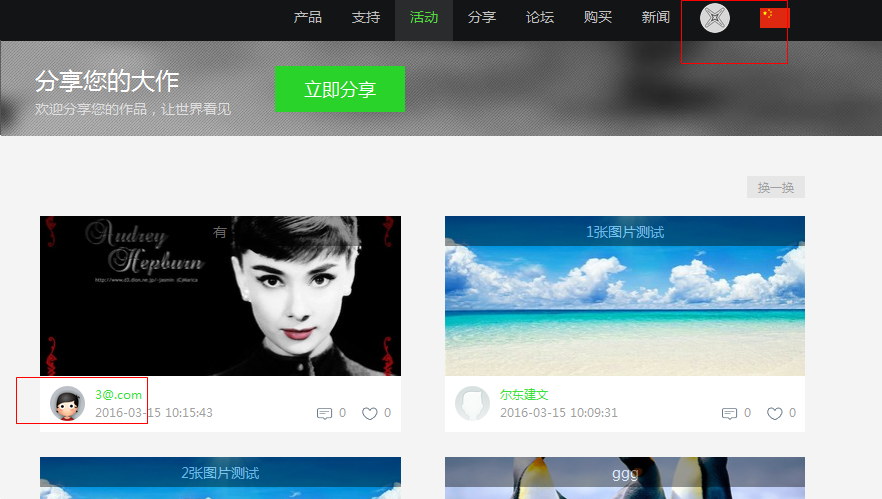 产品 支持 活动 分享 论坛 购买 新闻
分享您的大作
欢迎分享您的作品，让世界看见
立即分享
换一换
Audrey
Hepburn
有
1张图片测试
3@.com
2016-03-15 10:15:43
0 0
尔东建文
2016-03-15 10:09:31
0 0
2张图片测试
ggg